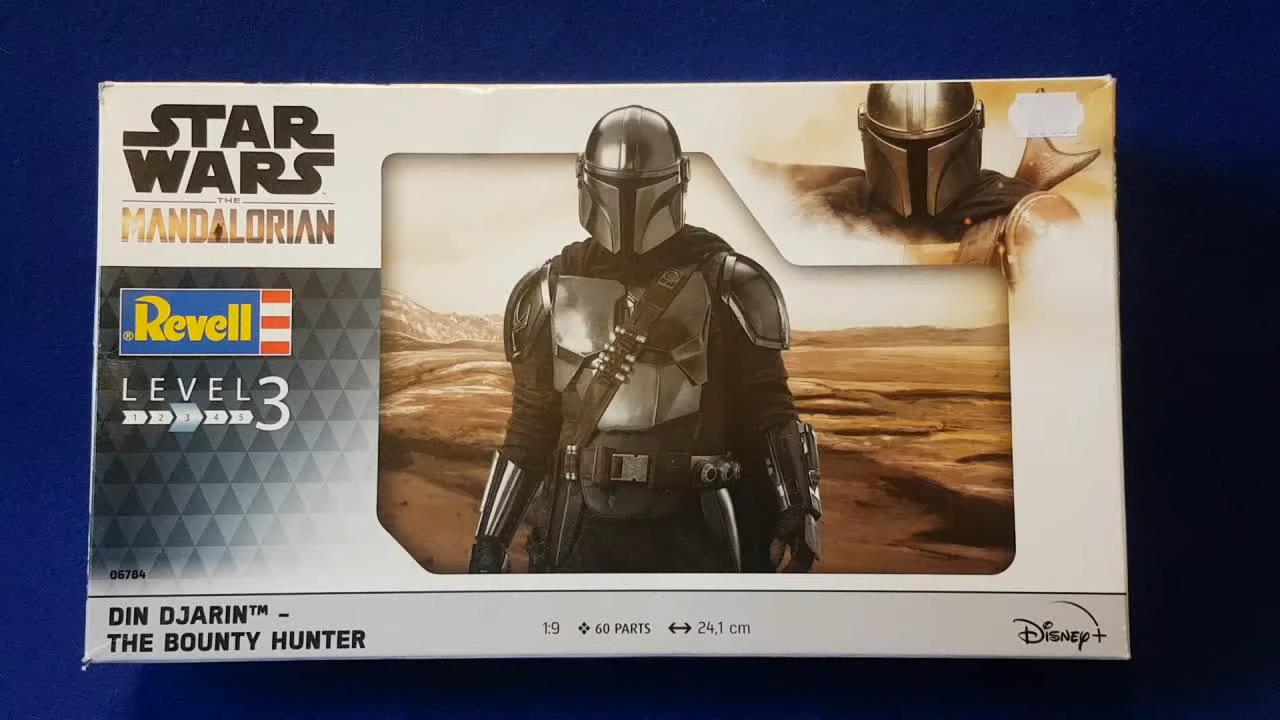 STAR
WARS™
THE
MANDALORIAN
®Revell
LEVEL 3
1 2 3 4 5
06784
DIN DJARIN™ –
THE BOUNTY HUNTER
1:9 60 PARTS 24,1 cm
Disney+